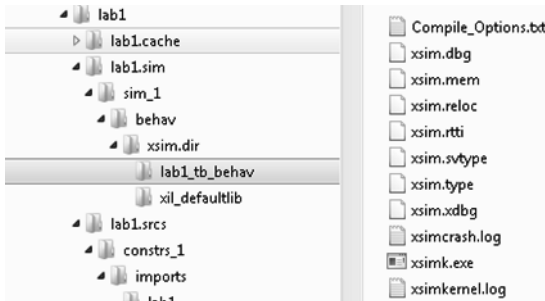 lab1
lab1.cache
lab1.sim
sim_1
behav
xsim.dir
lab1_tb_behav
xil_defaultlib
lab1.srcs
constrs_1
imports
lab1
Compile_Options.txt
xsim.dbg
xsim.mem
xsim.reloc
xsim.rtti
xsim.svtype
xsim.type
xsim.xdbg
xsimcrash.log
xsimk.exe
xsimkernel.log